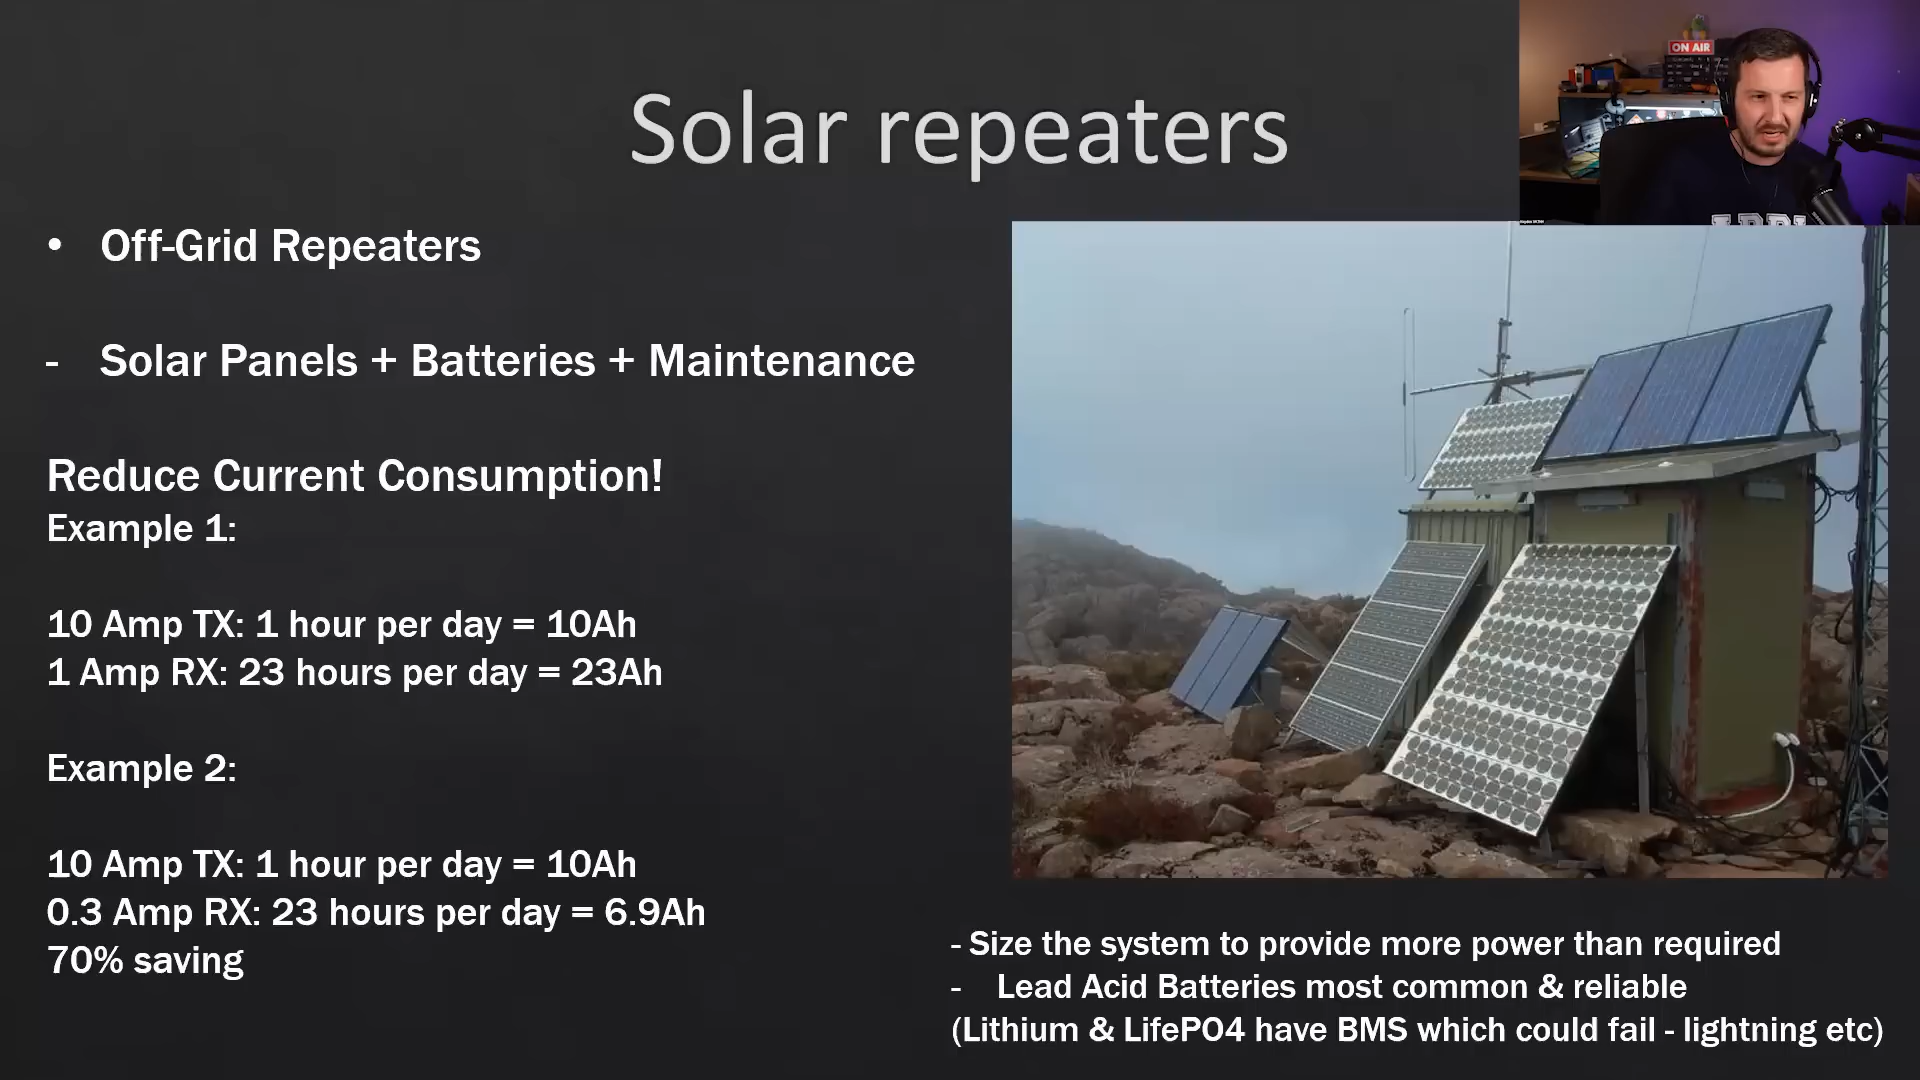 Solar repeaters
ON AIR
• Off-Grid Repeaters
- Solar Panels + Batteries + Maintenance
Reduce Current Consumption!
Example 1:
10 Amp TX: 1 hour per day = 10Ah
1 Amp RX: 23 hours per day = 23Ah
Example 2:
10 Amp TX: 1 hour per day = 10Ah
0.3 Amp RX: 23 hours per day = 6.9Ah
70% saving
- Size the system to provide more power than required
- Lead Acid Batteries most common & reliable
(Lithium & LifePO4 have BMS which could fail - lightning etc)